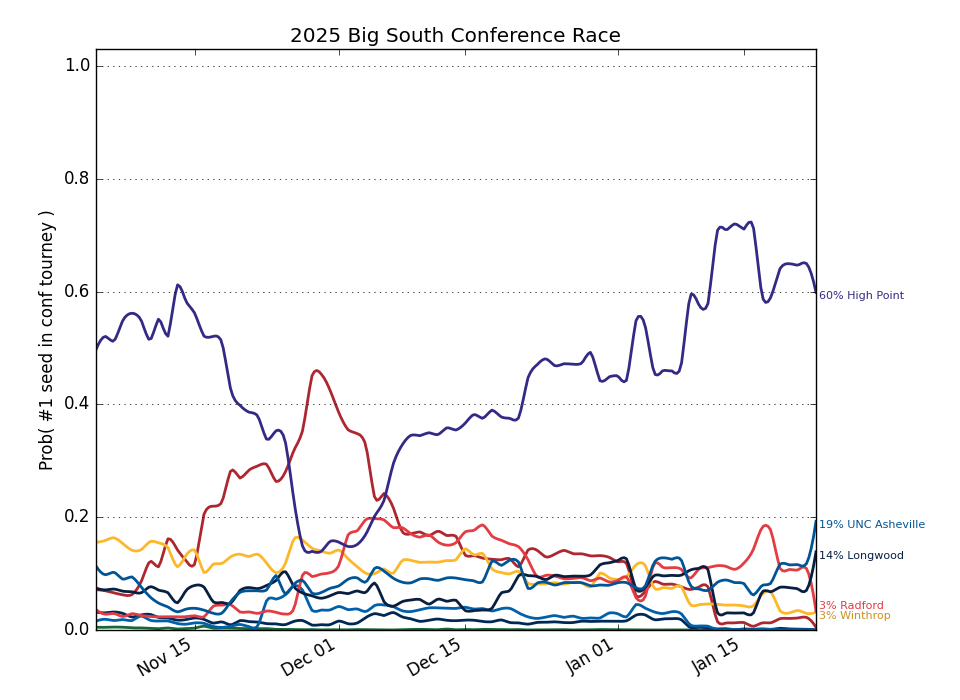 2025 Big South Conference Race
Prob( #1 seed in conf tourney )
1.0
0.8
0.6
0.4
0.2
0.0
Nov 15
Dec 01
Dec 15
Jan 01
Jan 15
60% High Point
19% UNC Asheville
14% Longwood
3% Radford
3% Winthrop